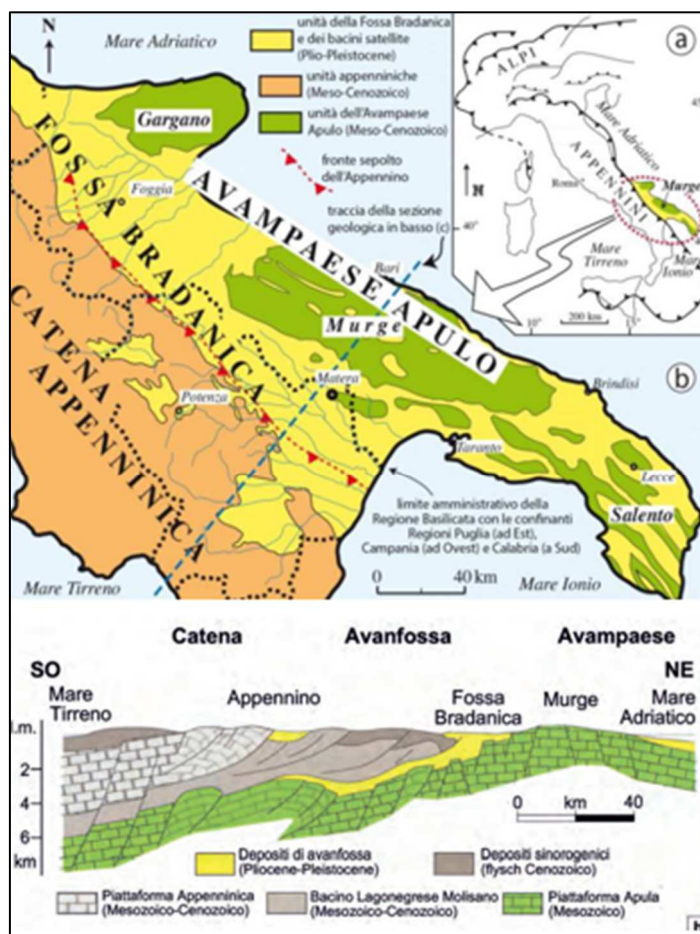 N
Mare Adriatico
unità della Fossa Bradanica
e dei bacini satellite
(Plio-Pleistocene)
unità appenniniche
(Meso-Cenozoico)
unità dell'Avampaese
Apulo (Meso-Cenozoico)
fronte sepolto
dell'Appennino
traccia della sezione
geologica in basso (c)
Gargano
FOSSA BRADANICA
Foggia
AVAMPAESE APULO
Bari
Murge
CATENA
APPENNINICA
Matera
Potenza
Brindisi
Taranto
Lecce
Salento
limite amministrativo della
Regione Basilicata con le confinanti
Regioni Puglia (ad Est),
Campania (ad Ovest) e Calabria (a Sud)
Mare Tirreno
0 40 km
Mare Ionio
b
a
ALPI
Mare Adriatico
APPENNINI
Roma
Murge
N
40°
Mare
Tirreno
Mare
Ionio
10° 200 km 15°
Catena Avanfossa Avampaese
SO NE
Mare
Tirreno
Appennino
Fossa
Bradanica
Murge
Mare
Adriatico
l.m.
2
4
6
km
0 km 40
Depositi di avanfossa
(Pliocene-Pleistocene)
Depositi sinorogenici
(flysch Cenozoico)
Piattaforma Appenninica
(Mesozoico-Cenozoico)
Bacino Lagonegrese Molisano
(Mesozoico-Cenozoico)
Piattaforma Apula
(Mesozoico)